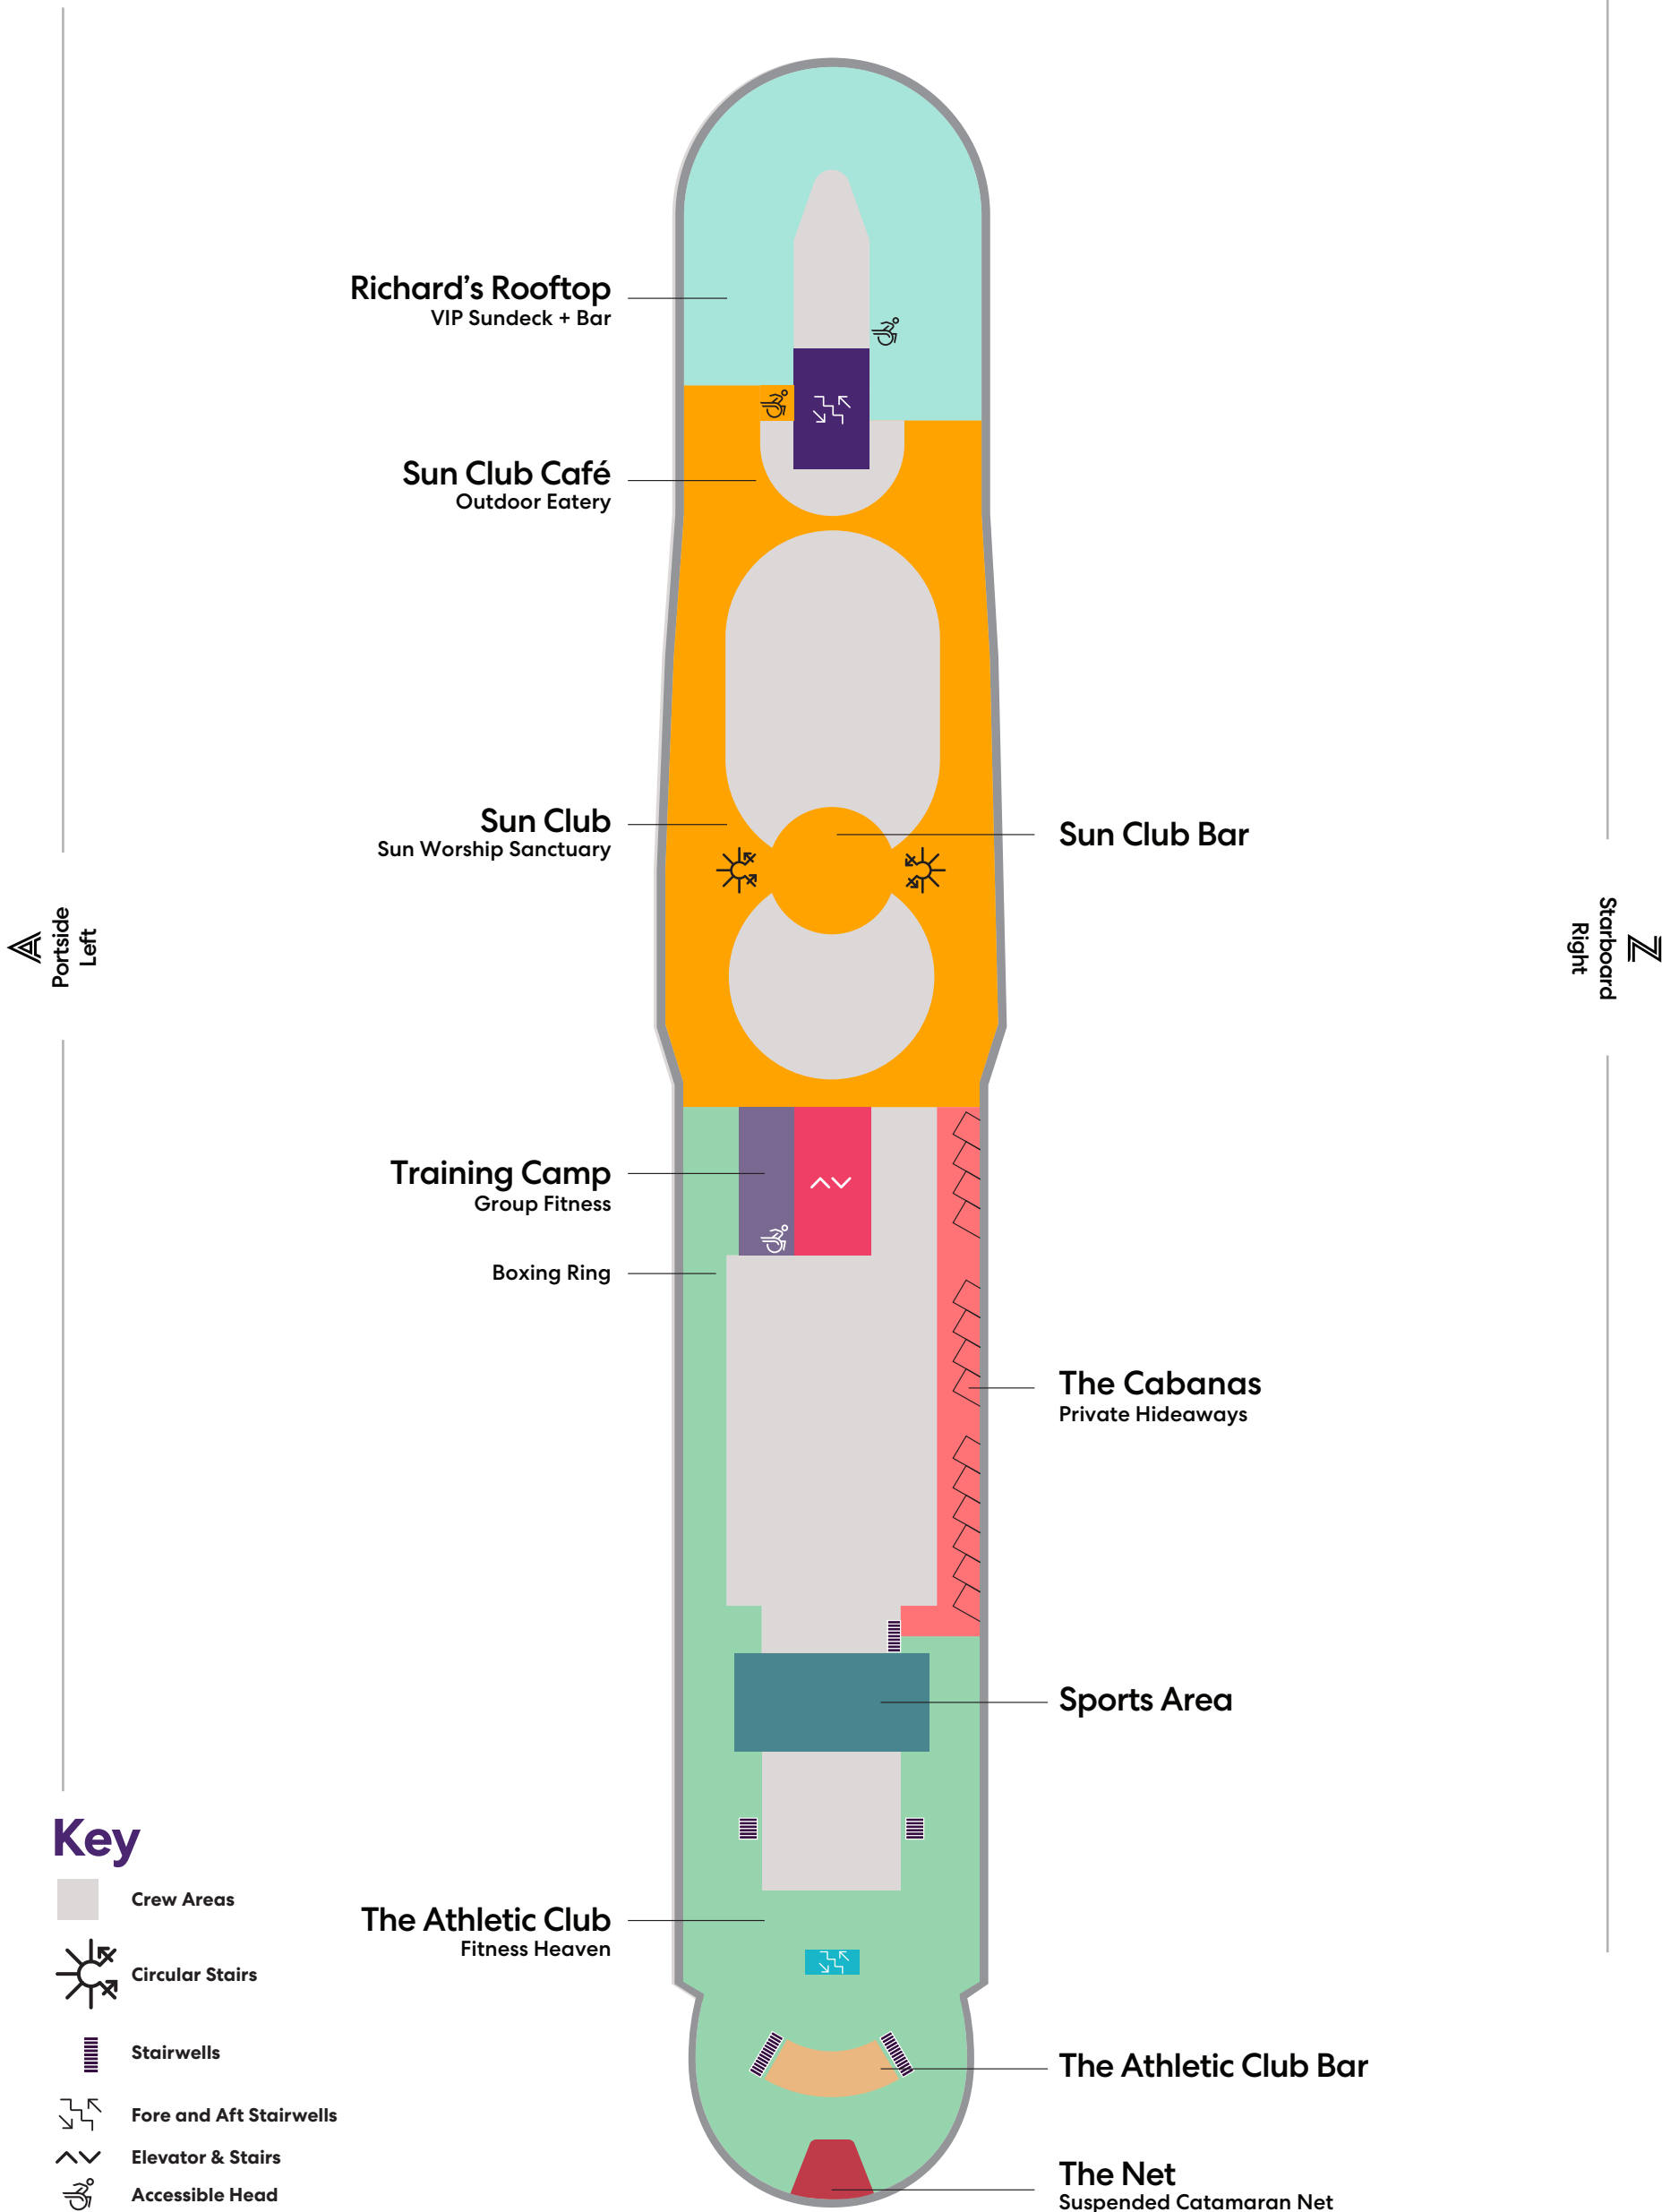 Richard’s Rooftop
VIP Sundeck + Bar
Sun Club Café
Outdoor Eatery
Sun Club
Sun Worship Sanctuary
Sun Club Bar
Portside
Left
Starboard
Right
Training Camp
Group Fitness
Boxing Ring
The Cabanas
Private Hideaways
Sports Area
The Athletic Club
Fitness Heaven
The Athletic Club Bar
The Net
Suspended Catamaran Net
Key
Crew Areas
Circular Stairs
Stairwells
Fore and Aft Stairwells
Elevator & Stairs
Accessible Head
A
Z